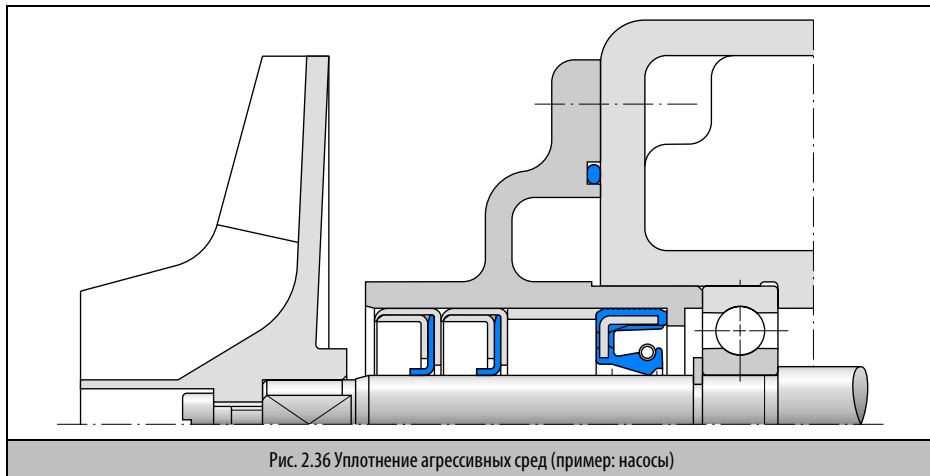 Рис. 2.36 Уплотнение агрессивных сред (пример: насосы)